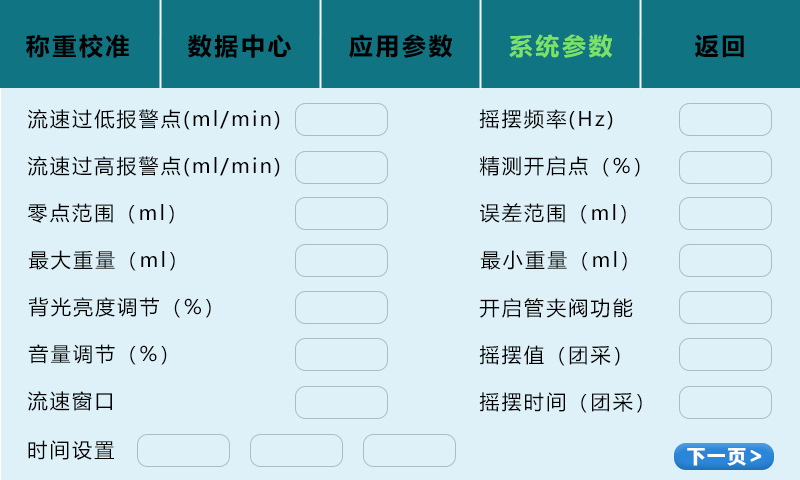 称重校准 数据中心 应用参数 系统参数 返回
流速过低报警点(ml/min) 摇摆频率(Hz)
流速过高报警点(ml/min) 精测开启点（%）
零点范围（ml） 误差范围（ml）
最大重量（ml） 最小重量（ml）
背光亮度调节（%） 开启管夹阀功能
音量调节（%） 摇摆值（团采）
流速窗口 摇摆时间（团采）
时间设置 下一页>